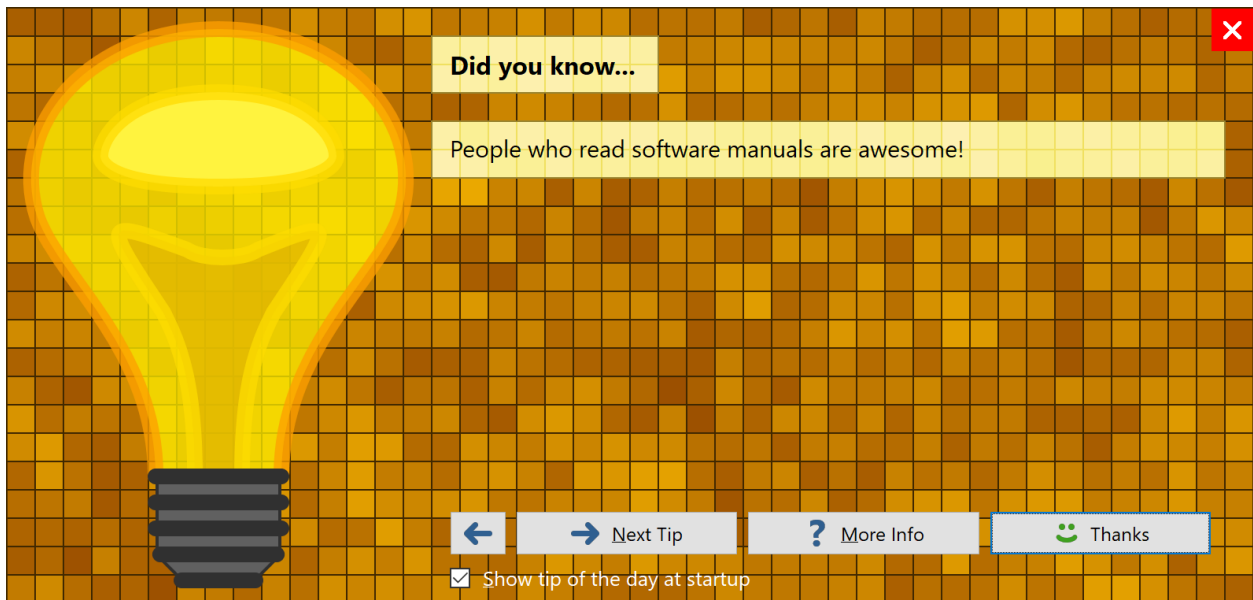 Did you know...
People who read software manuals are awesome!
Next Tip
More Info
Thanks
Show tip of the day at startup